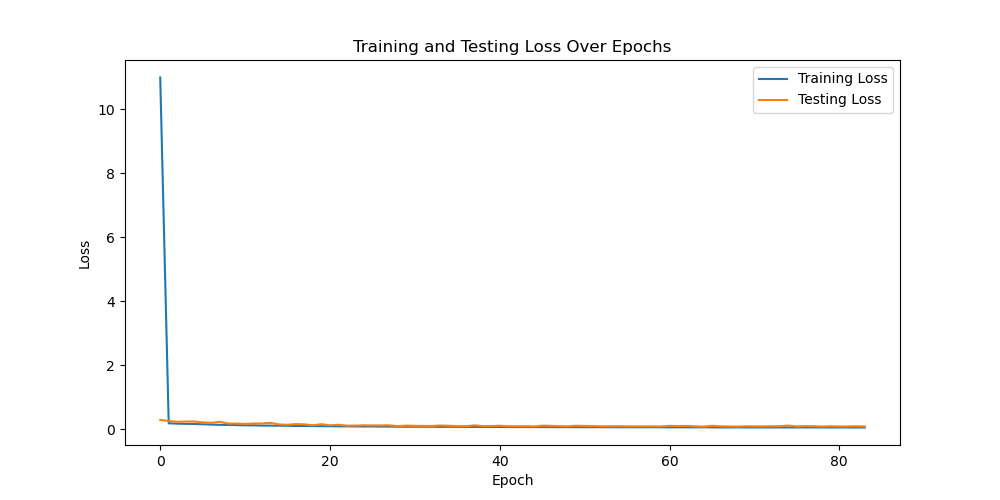 Training and Testing Loss Over Epochs
Training Loss
Testing Loss
10
8
6
4
2
0
Loss
0 20 40 60 80
Epoch